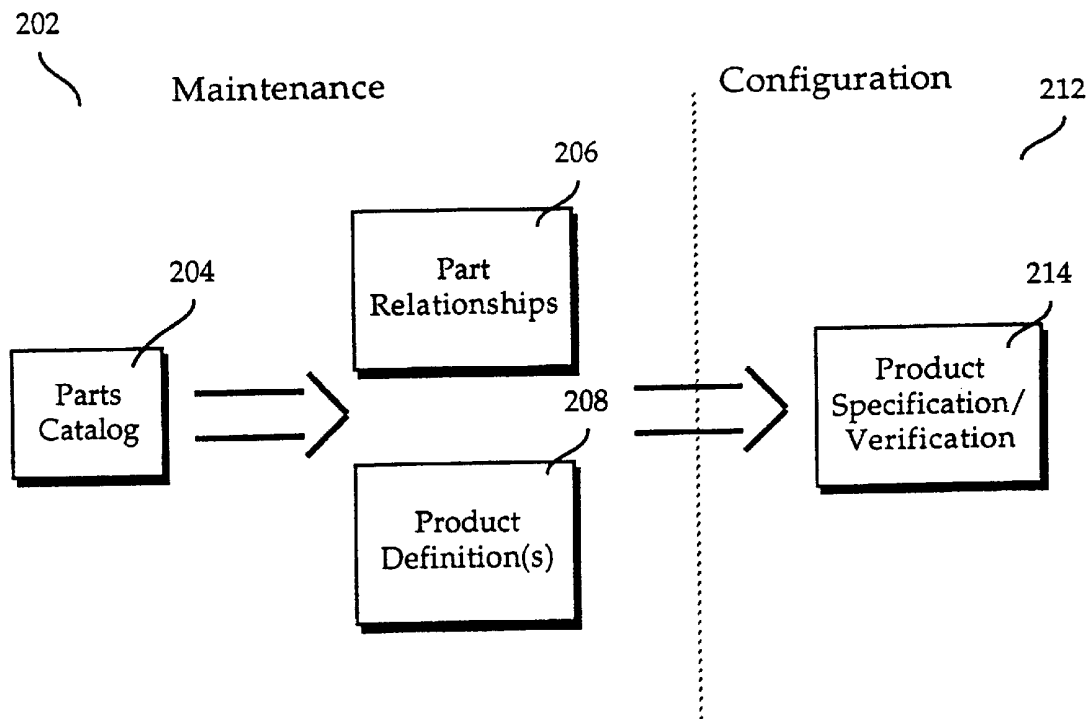 202
Maintenance
Configuration
212
206
Part
Relationships
204
Parts
Catalog
208
Product
Definition(s)
214
Product
Specification/
Verification